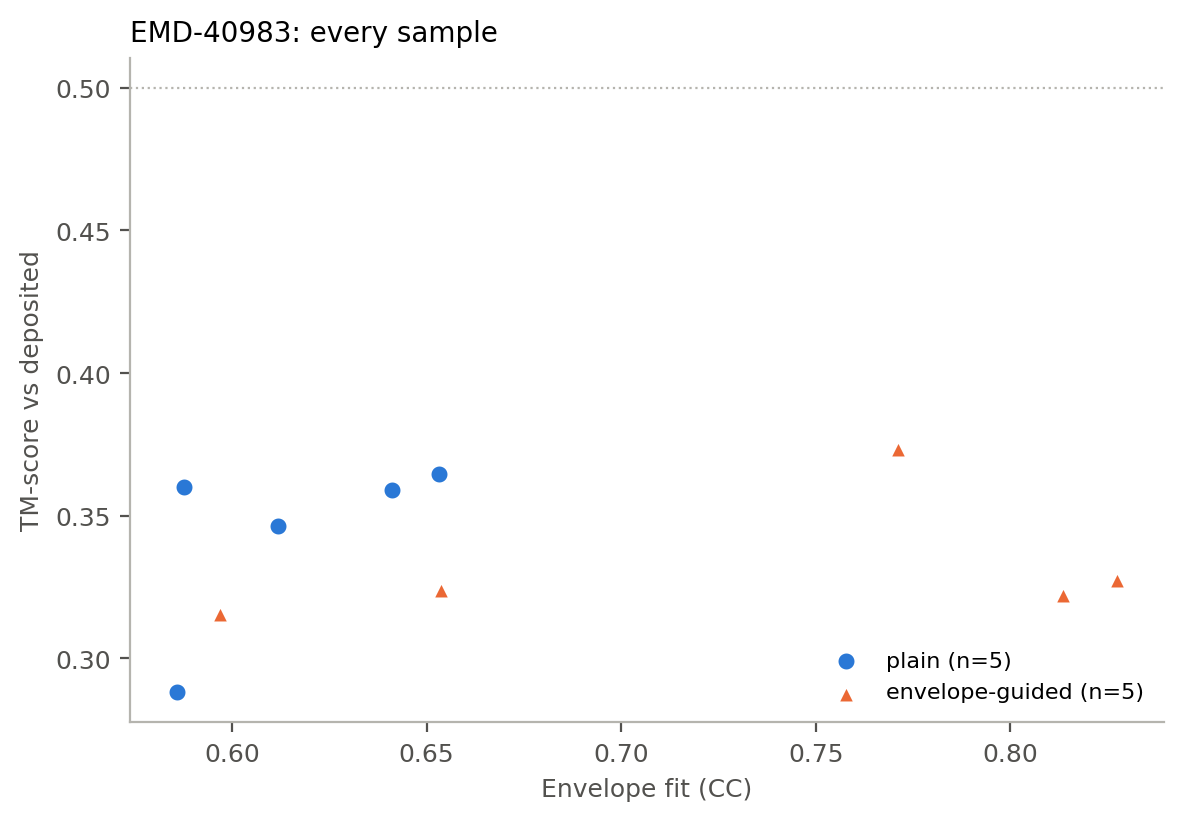 EMD-40983: every sample
0.50
0.45
0.40
0.35
0.30
TM-score vs deposited
plain (n=5)
envelope-guided (n=5)
0.60 0.65 0.70 0.75 0.80
Envelope fit (CC)